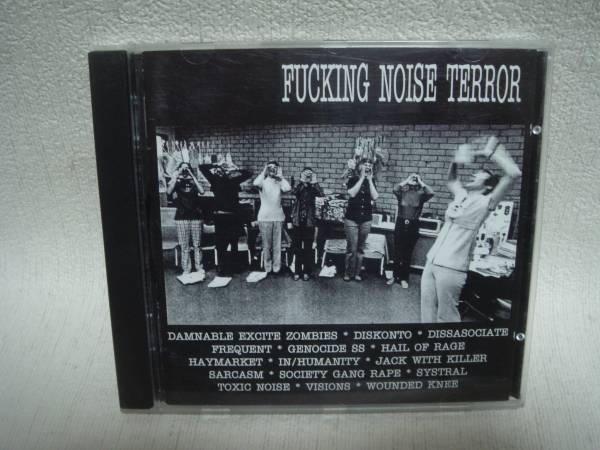 FUCKING NOISE TERROR
DAMNABLE EXCITE ZOMBIES * DISKONTO * DISSASOCIATE
FREQUENT * GENOCIDE SS * HAIL OF RAGE
HAYMARKET * IN/HUMANITY * JACK WITH KILLER
SARCASM * SOCIETY GANG RAPE * SYSTRAL
TOXIC NOISE * VISIONS * WOUNDED KNEE